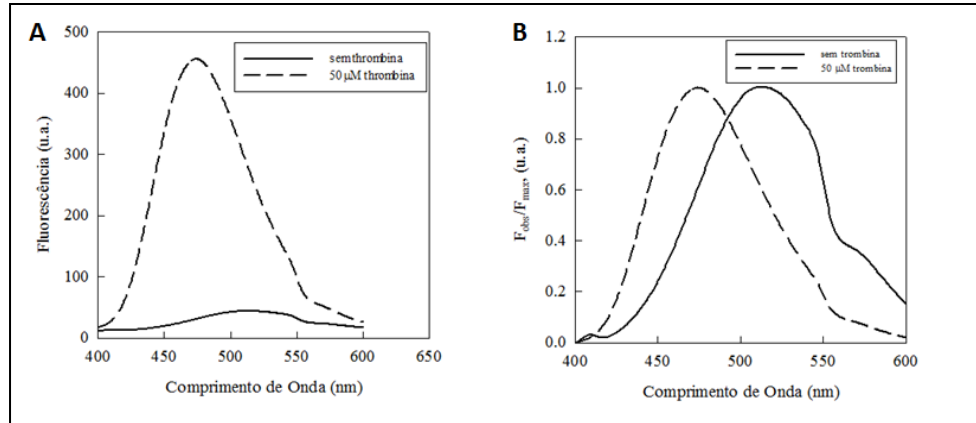 A
500
400
300
200
100
0
Fluorescência (u.a.)
sem thrombina
50 µM thrombina
400 450 500 550 600 650
Comprimento de Onda (nm)
B
1.2
1.0
0.8
0.6
0.4
0.2
0.0
Fobs/Fmax, (u.a.)
sem trombina
50 µM trombina
400 450 500 550 600
Comprimento de Onda (nm)